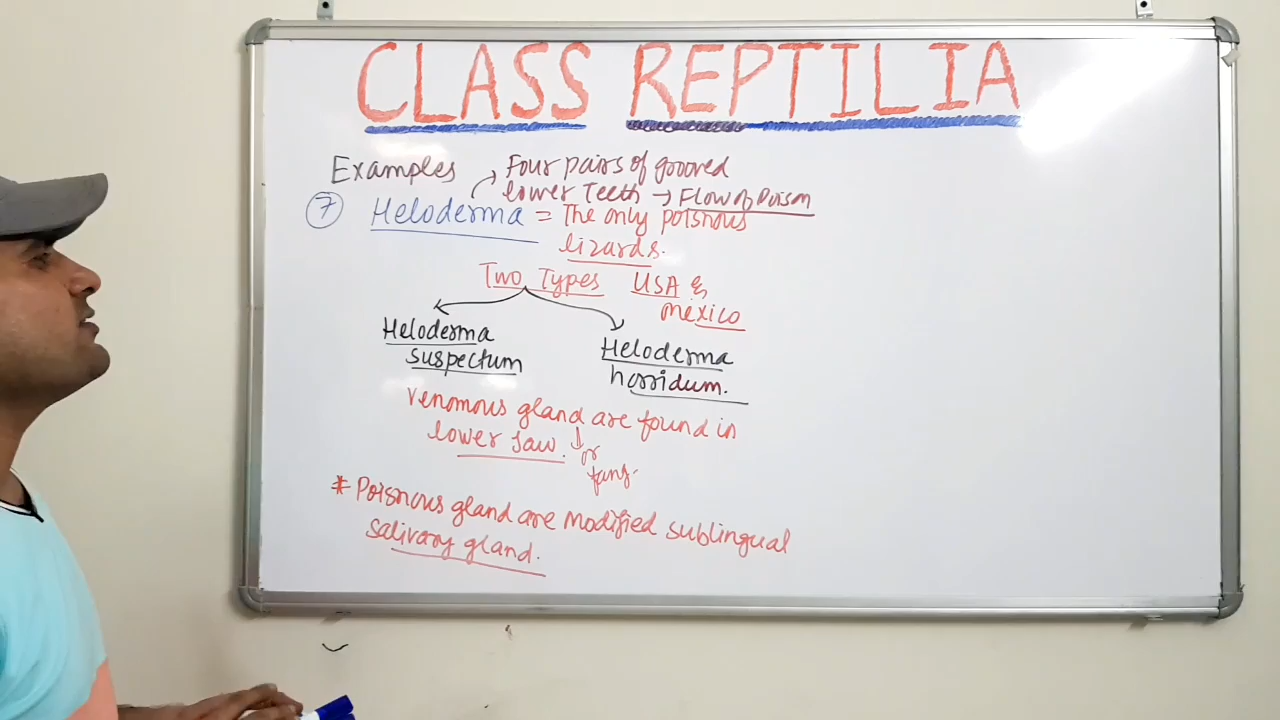 CLASS REPTILIA
Examples
Four pairs of grooved
lower Teeth → Flow of Poison
7 Heloderma = The only poisnous
lizards.
Two Types USA &
mexico
Heloderma
suspectum
Heloderma
horridum.
Venomous gland are found in
lower Jaw.
or
fang.
* Poisnous gland are modified sublingual
salivary gland.